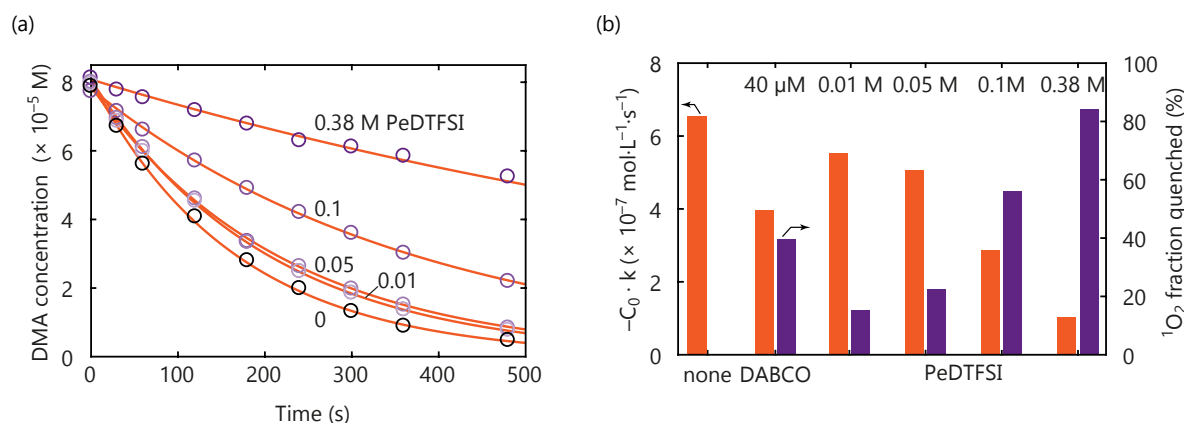 (a)
DMA concentration (× 10⁻⁵ M)
8
6
4
2
0
0.38 M PeDTFSI
0.1
0.05
0.01
0
0 100 200 300 400 500
Time (s)
(b)
−C₀ · k (× 10⁻⁷ mol·L⁻¹·s⁻¹)
8
6
4
2
0
40 μM 0.01 M 0.05 M 0.1M 0.38 M
100
80
60
40
20
0
¹O₂ fraction quenched (%)
none DABCO PeDTFSI